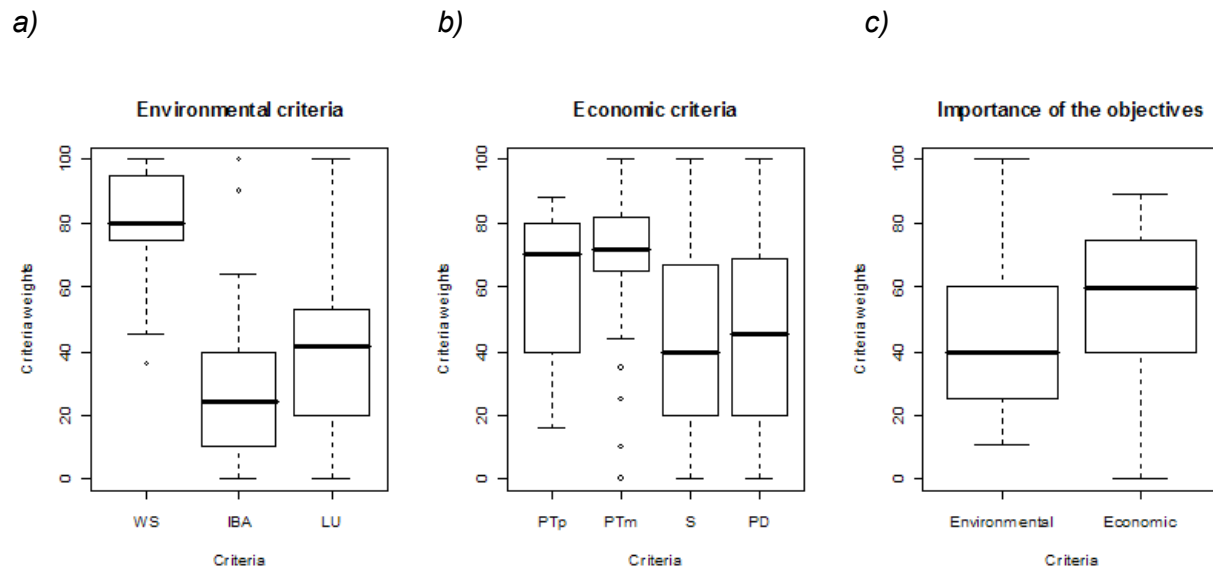 a)
b)
c)
Environmental criteria
Economic criteria
Importance of the objectives
Criteria weights
100
80
60
40
20
0
WS
IBA
LU
Criteria
Criteria weights
100
80
60
40
20
0
PTp
PTm
S
PD
Criteria
Criteria weights
100
80
60
40
20
0
Environmental
Economic
Criteria